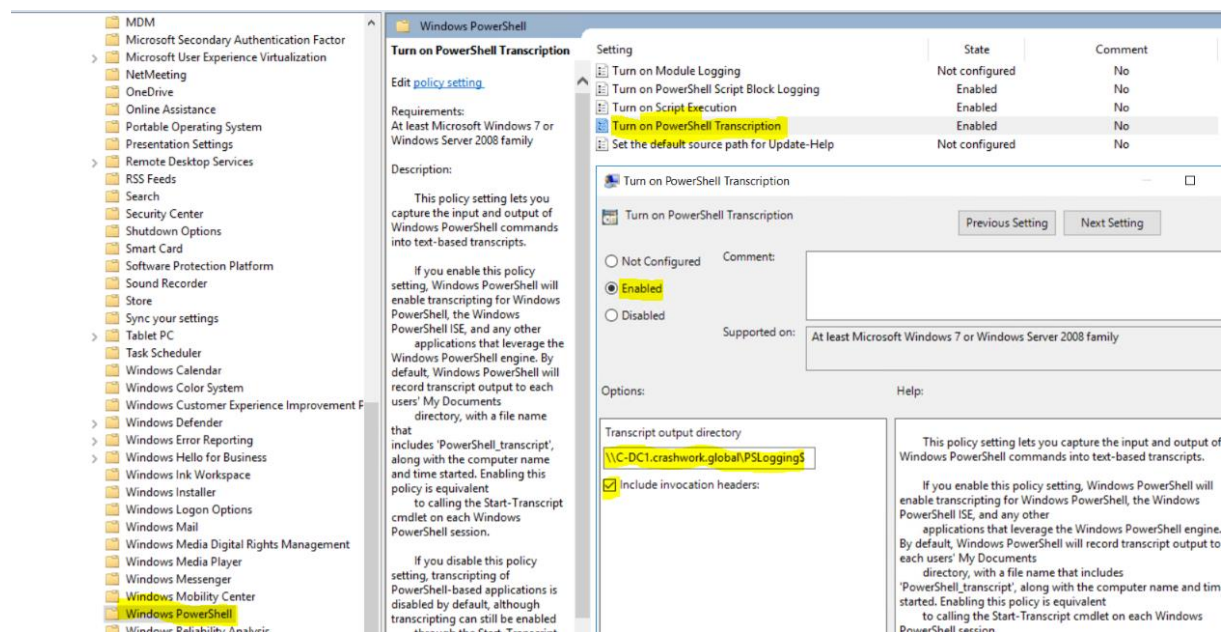 MDM
Microsoft Secondary Authentication Factor
Microsoft User Experience Virtualization
NetMeeting
OneDrive
Online Assistance
Portable Operating System
Presentation Settings
Remote Desktop Services
RSS Feeds
Search
Security Center
Shutdown Options
Smart Card
Software Protection Platform
Sound Recorder
Store
Sync your settings
Tablet PC
Task Scheduler
Windows Calendar
Windows Color System
Windows Customer Experience Improvement P
Windows Defender
Windows Error Reporting
Windows Hello for Business
Windows Ink Workspace
Windows Installer
Windows Logon Options
Windows Mail
Windows Media Digital Rights Management
Windows Media Player
Windows Messenger
Windows Mobility Center
Windows PowerShell
Windows Reliability Analysis
Windows PowerShell
Turn on PowerShell Transcription
Edit policy setting
Requirements:
At least Microsoft Windows 7 or
Windows Server 2008 family
Description:
This policy setting lets you
capture the input and output of
Windows PowerShell commands
into text-based transcripts.
If you enable this policy
setting, Windows PowerShell will
enable transcribing for Windows
PowerShell, the Windows
PowerShell ISE, and any other
applications that leverage the
Windows PowerShell engine. By
default, Windows PowerShell will
record transcript output to each
users' My Documents
directory, with a file name
that
includes 'PowerShell_transcript',
along with the computer name
and time started. Enabling this
policy is equivalent
to calling the Start-Transcript
cmdlet on each Windows
PowerShell session.
If you disable this policy
setting, transcribing of
PowerShell-based applications is
disabled by default, although
transcripting can still be enabled
through the Start-Transcript
Setting State Comment
Turn on Module Logging Not configured No
Turn on PowerShell Script Block Logging Enabled No
Turn on Script Execution Enabled No
Turn on PowerShell Transcription Enabled No
Set the default source path for Update-Help Not configured No
Turn on PowerShell Transcription
Turn on PowerShell Transcription
Previous Setting Next Setting
Not Configured Comment:
Enabled
Disabled
Supported on: At least Microsoft Windows 7 or Windows Server 2008 family
Options: Help:
Transcript output directory
\\C-DC1.crashwork.global\PSLogging$
Include invocation headers:
This policy setting lets you capture the input and output of
Windows PowerShell commands into text-based transcripts.
If you enable this policy setting, Windows PowerShell will
enable transcribing for Windows PowerShell, the Windows
PowerShell ISE, and any other
applications that leverage the Windows PowerShell engine.
By default, Windows PowerShell will record transcript output to
each users' My Documents
directory, with a file name that includes
'PowerShell_transcript', along with the computer name and tim
started. Enabling this policy is equivalent
to calling the Start-Transcript cmdlet on each Windows
PowerShell session